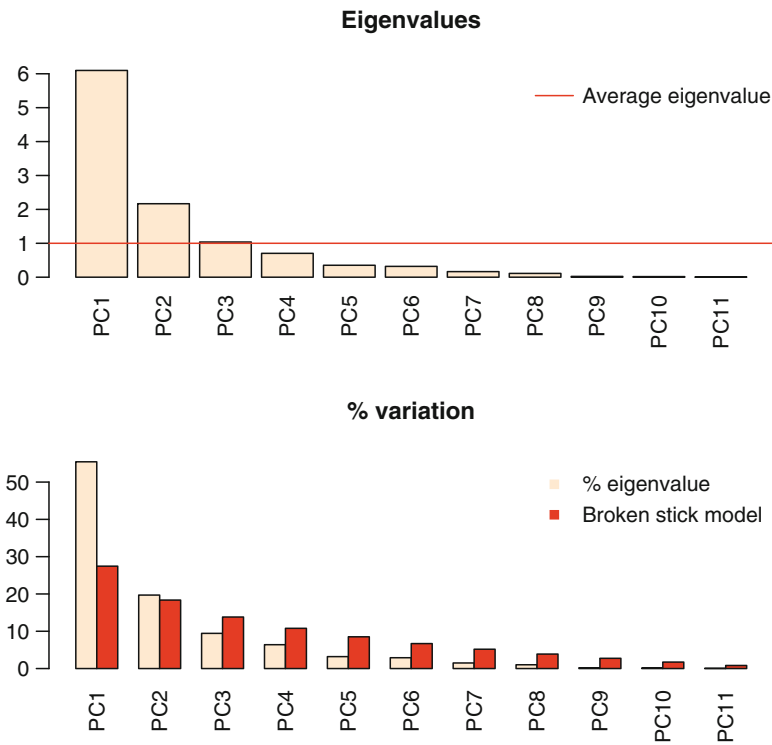 Eigenvalues
6
5
4
3
2
1
0
Average eigenvalue
PC1 PC2 PC3 PC4 PC5 PC6 PC7 PC8 PC9 PC10 PC11
% variation
50
40
30
20
10
0
% eigenvalue
Broken stick model
PC1 PC2 PC3 PC4 PC5 PC6 PC7 PC8 PC9 PC10 PC11